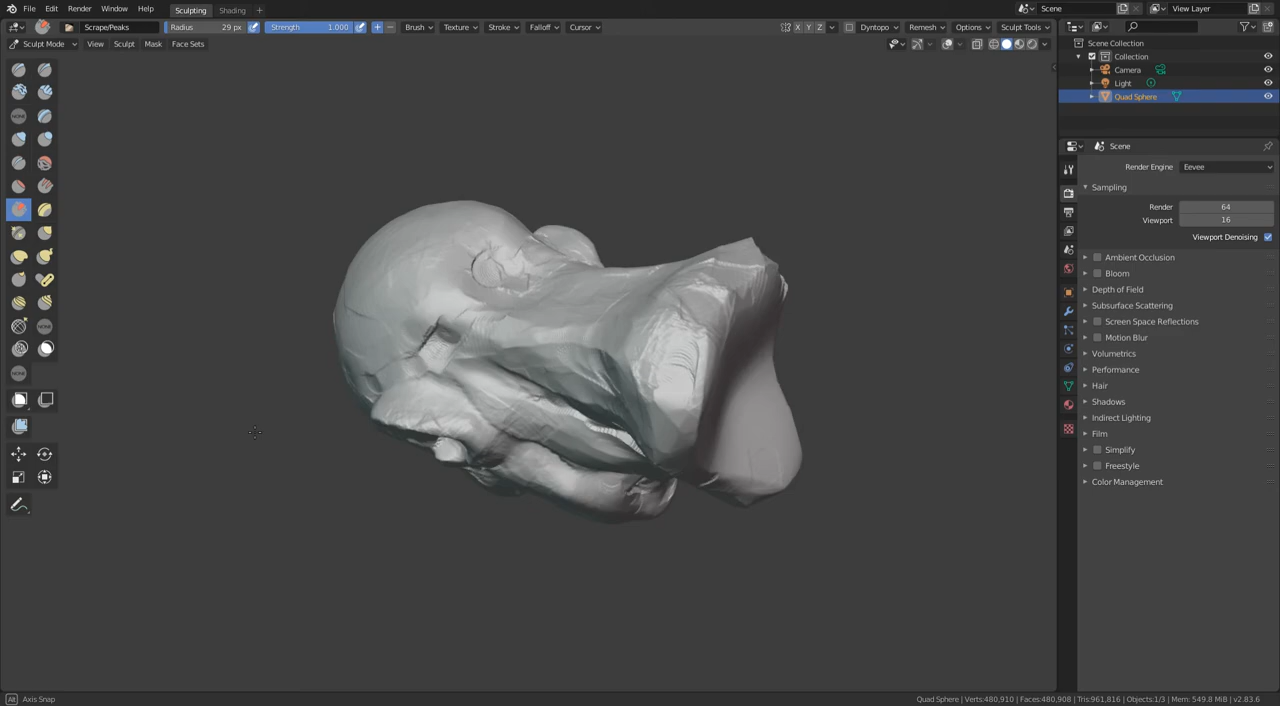 File Edit Render Window Help Sculpting Shading + Scene View Layer
Scrape/Peaks Radius 29 px Strength 1.000 + − Brush Texture Stroke Falloff Cursor X Y Z Dyntopo Remesh Options Sculpt Tools
Sculpt Mode View Sculpt Mask Face Sets
Scene Collection
Collection
Camera
Light
Quad Sphere
NONE
NONE
NONE
Scene
Render Engine Eevee
Sampling
Render 64
Viewport 16
Viewport Denoising
Ambient Occlusion
Bloom
Depth of Field
Subsurface Scattering
Screen Space Reflections
Motion Blur
Volumetrics
Performance
Hair
Shadows
Indirect Lighting
Film
Simplify
Freestyle
Color Management
Alt Axis Snap
Quad Sphere | Verts:480,910 | Faces:480,908 | Tris:961,816 | Objects:1/3 | Mem: 549.8 MiB | v2.83.6